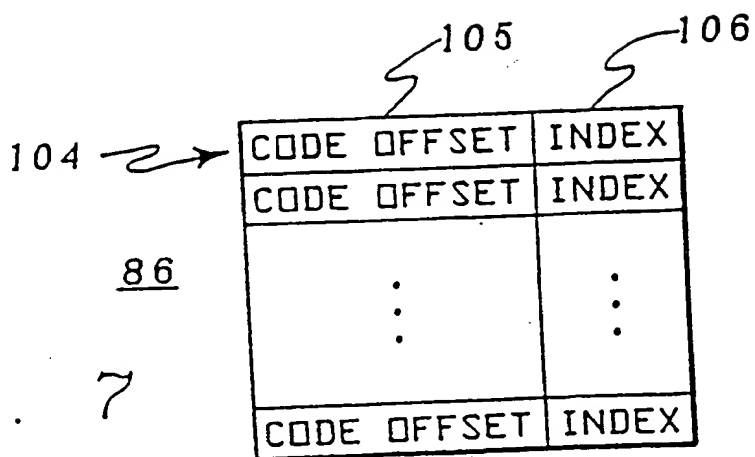 105 106
104 CODE OFFSET INDEX
CODE OFFSET INDEX
86
7
CODE OFFSET INDEX